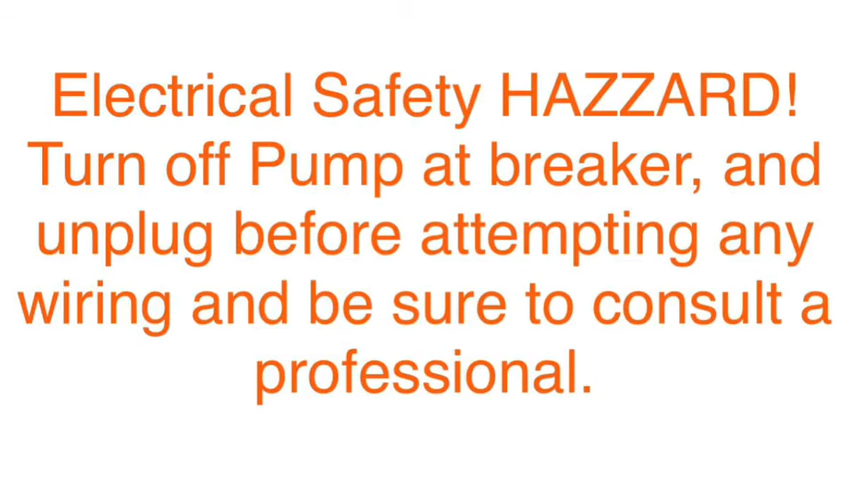 Electrical Safety HAZZARD!
Turn off Pump at breaker, and
unplug before attempting any
wiring and be sure to consult a
professional.